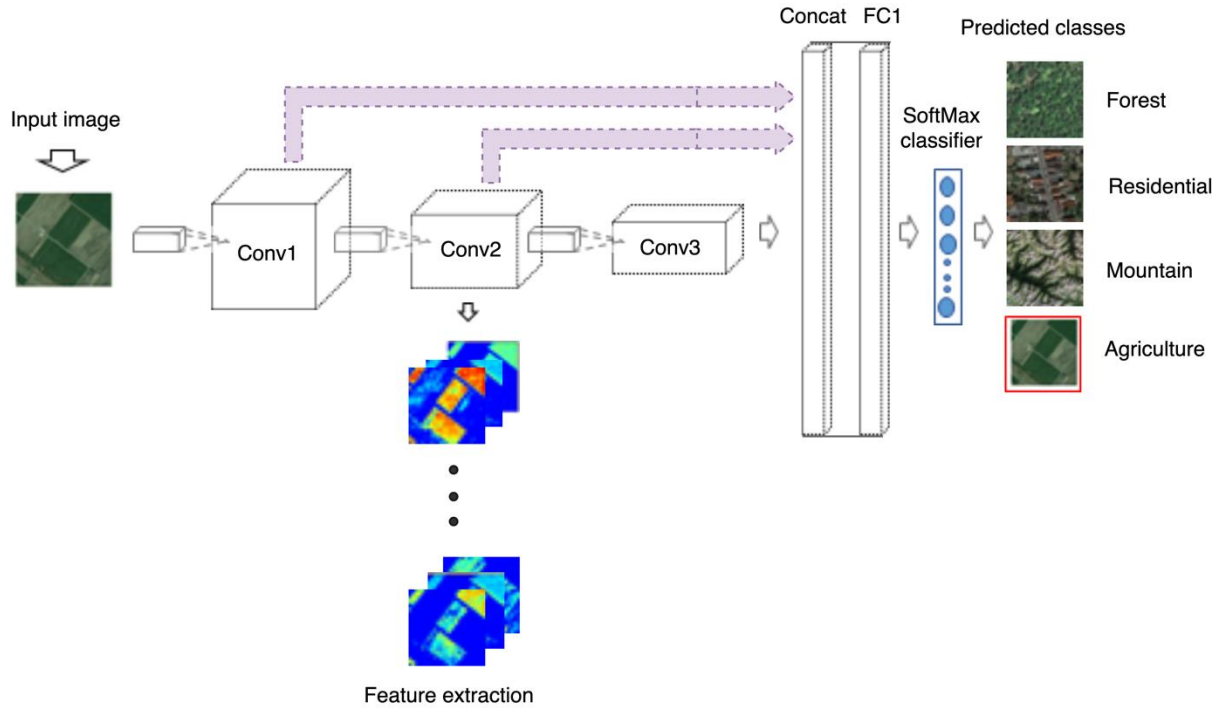 Concat FC1
Predicted classes
Input image
Forest
SoftMax
classifier
Residential
Conv1
Conv2
Conv3
Mountain
Agriculture
Feature extraction